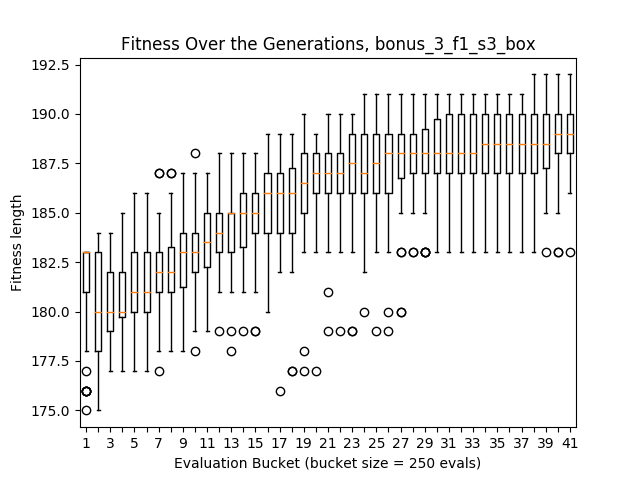 Fitness Over the Generations, bonus_3_f1_s3_box
192.5
190.0
187.5
185.0
182.5
180.0
177.5
175.0
Fitness length
1 3 5 7 9 11 13 15 17 19 21 23 25 27 29 31 33 35 37 39 41
Evaluation Bucket (bucket size = 250 evals)